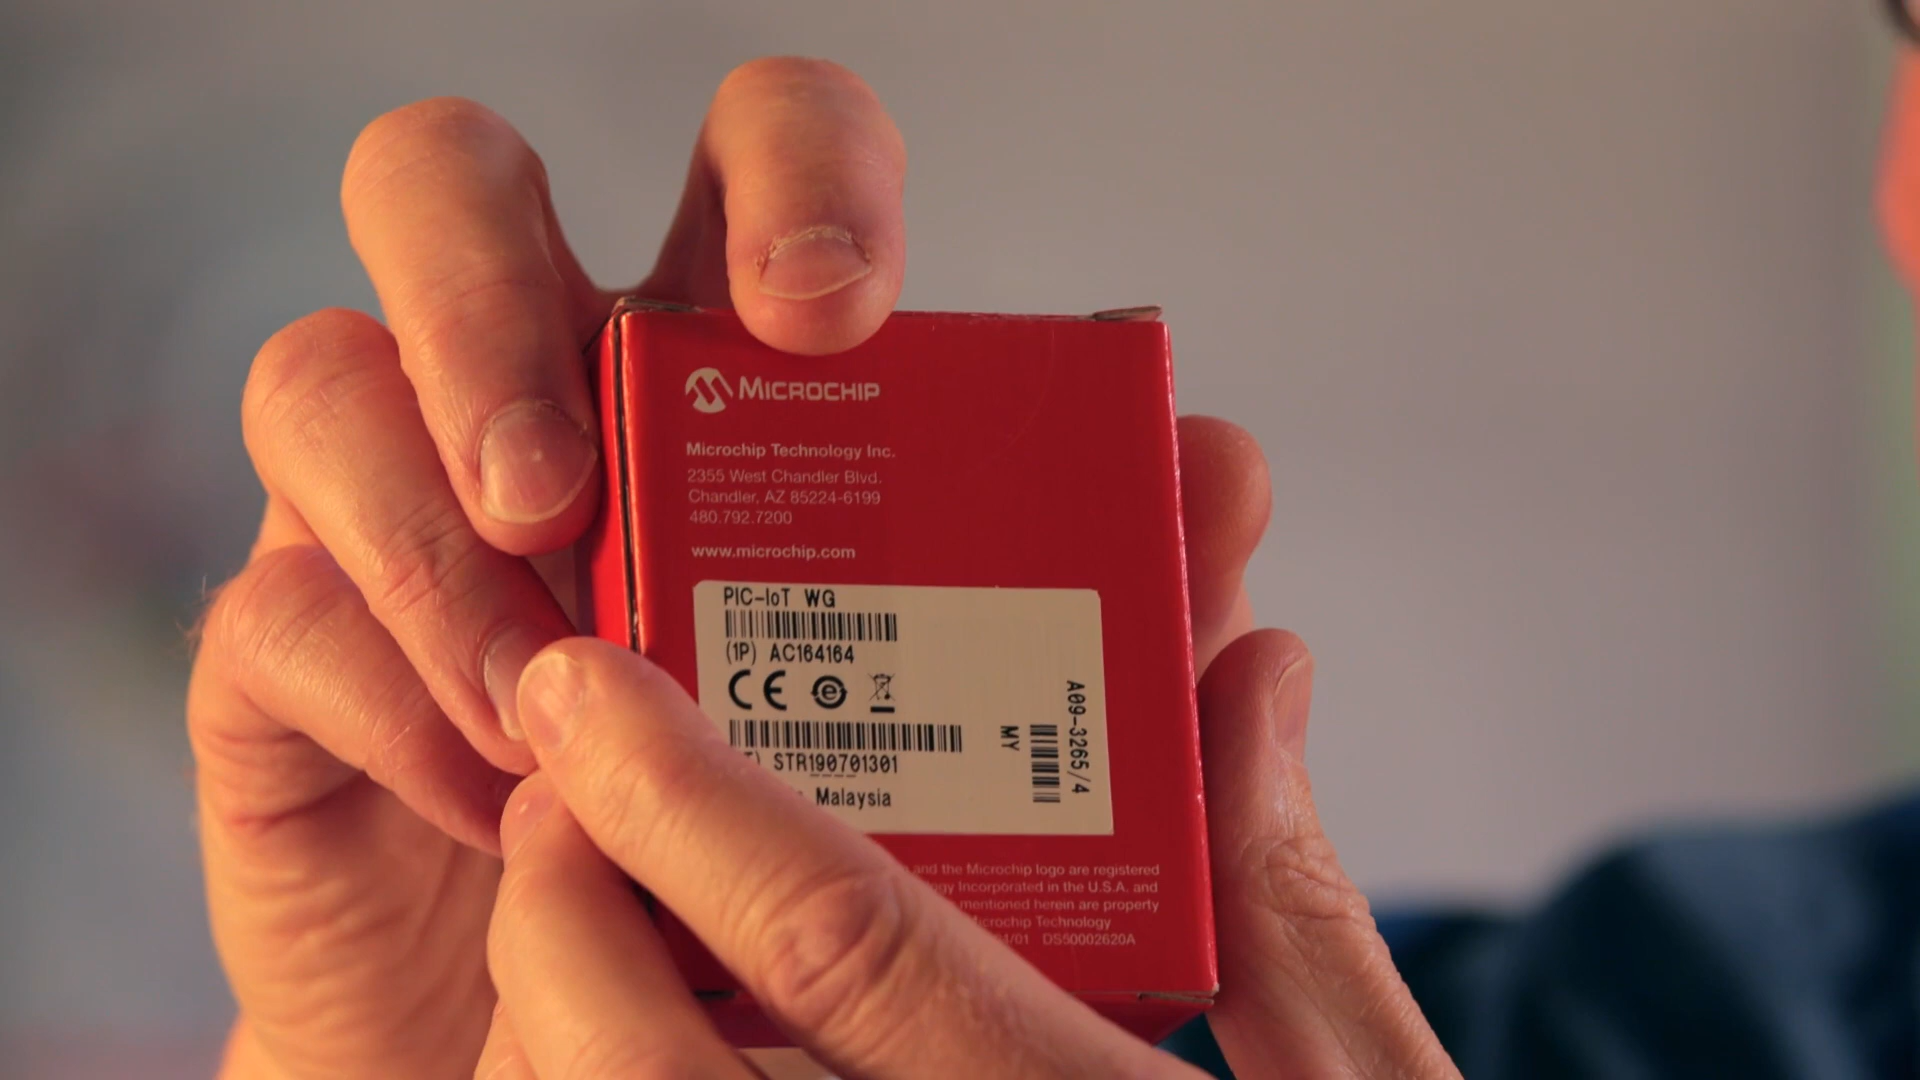 MICROCHIP
Microchip Technology Inc.
2355 West Chandler Blvd.
Chandler, AZ 85224-6199
480.792.7200
www.microchip.com
PIC-IoT WG
(1P) AC164164
CE
T) STR190701301
Malaysia
A09-3265/4
MY
and the Microchip logo are registered
Incorporated in the U.S.A. and
mentioned herein are property
Microchip Technology
/01 DS50002620A